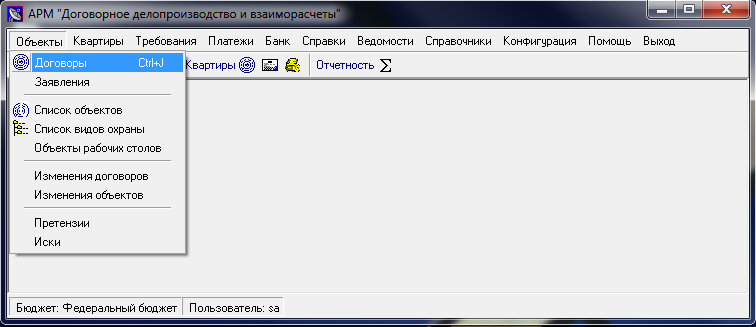 АРМ "Договорное делопроизводство и взаиморасчеты"
Объекты Квартиры Требования Платежи Банк Справки Ведомости Справочники Конфигурация Помощь Выход
Квартиры Отчетность Σ
Договоры Ctrl+J
Заявления
Список объектов
Список видов охраны
Объекты рабочих столов
Изменения договоров
Изменения объектов
Претензии
Иски
Бюджет: Федеральный бюджет Пользователь: sa